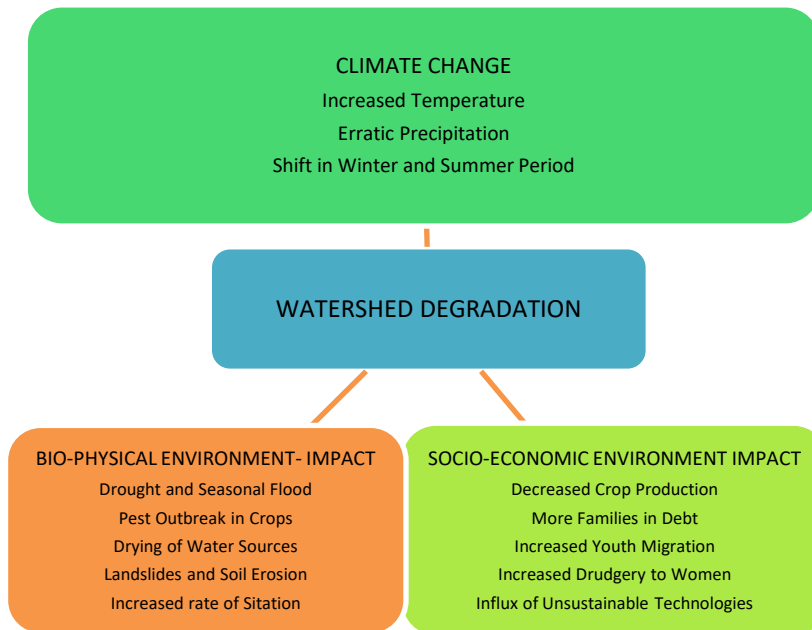 CLIMATE CHANGE
Increased Temperature
Erratic Precipitation
Shift in Winter and Summer Period
WATERSHED DEGRADATION
BIO-PHYSICAL ENVIRONMENT- IMPACT
Drought and Seasonal Flood
Pest Outbreak in Crops
Drying of Water Sources
Landslides and Soil Erosion
Increased rate of Sitation
SOCIO-ECONOMIC ENVIRONMENT IMPACT
Decreased Crop Production
More Families in Debt
Increased Youth Migration
Increased Drudgery to Women
Influx of Unsustainable Technologies